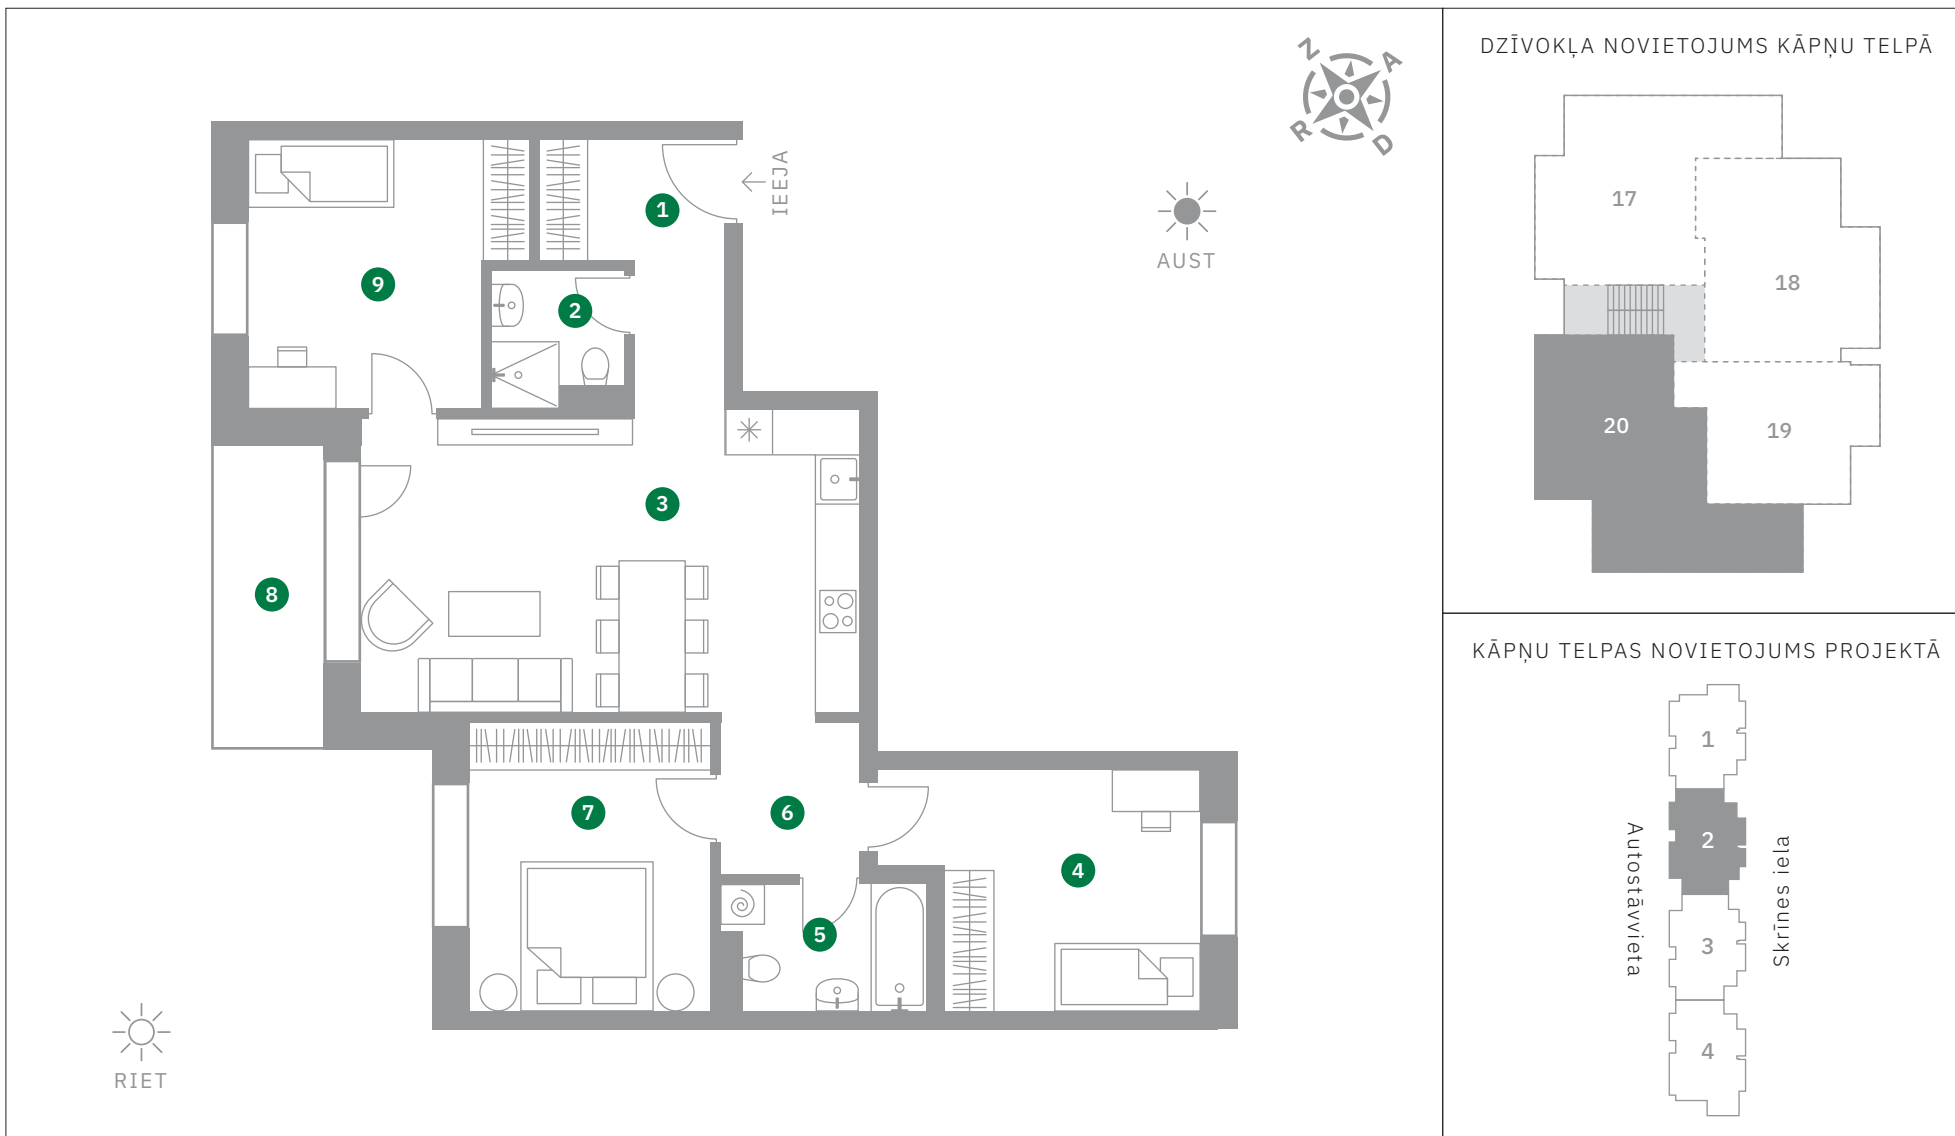 Z
A
R
D
IEEJA
AUST
RIET
1
2
3
4
5
6
7
8
9
DZĪVOKĻA NOVIETOJUMS KĀPŅU TELPĀ
17
18
19
20
KĀPŅU TELPAS NOVIETOJUMS PROJEKTĀ
1
2
3
4
Autostāvvieta
Skrīnes iela